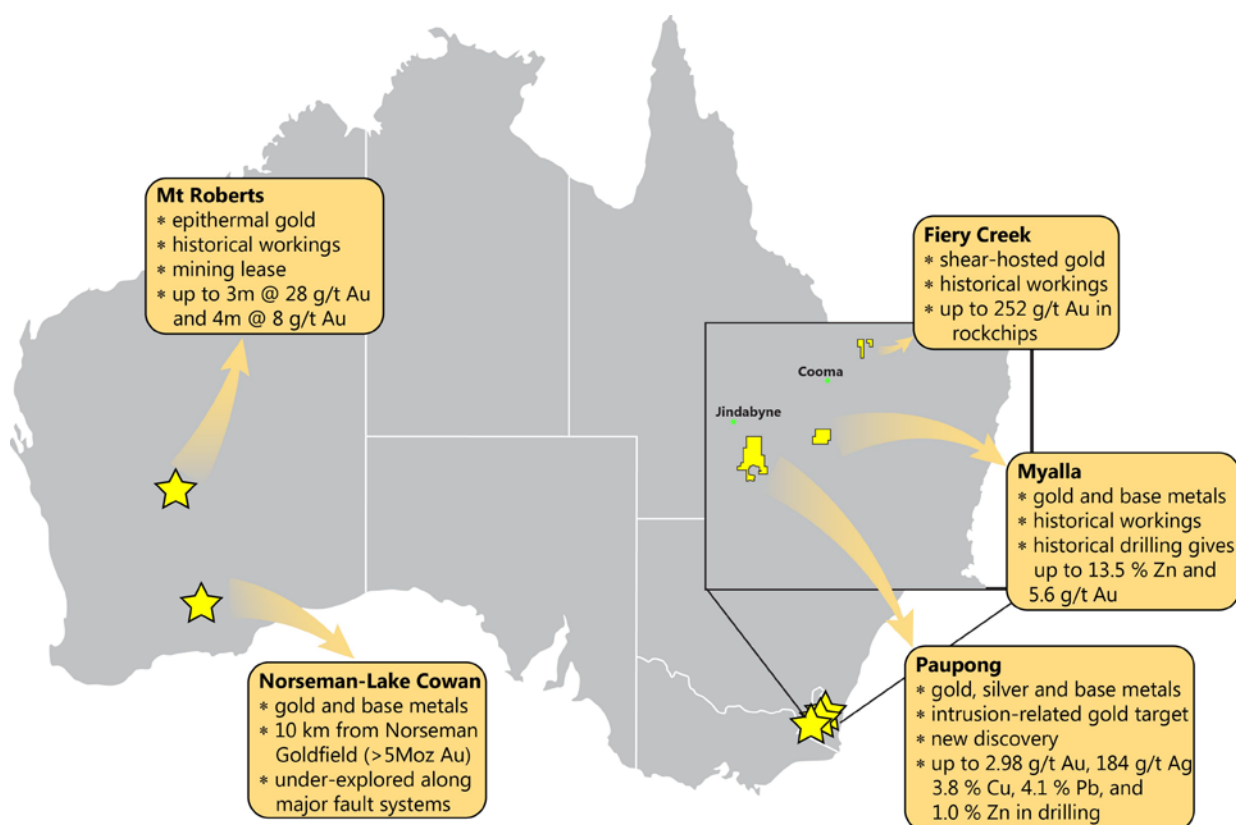 Mt Roberts
* epithermal gold
* historical workings
* mining lease
* up to 3m @ 28 g/t Au
and 4m @ 8 g/t Au
Fiery Creek
* shear-hosted gold
* historical workings
* up to 252 g/t Au in
rockchips
Cooma
Jindabyne
Myalla
* gold and base metals
* historical workings
* historical drilling gives
up to 13.5 % Zn and
5.6 g/t Au
Norseman-Lake Cowan
* gold and base metals
* 10 km from Norseman
Goldfield (>5Moz Au)
* under-explored along
major fault systems
Paupong
* gold, silver and base metals
* intrusion-related gold target
* new discovery
* up to 2.98 g/t Au, 184 g/t Ag
3.8 % Cu, 4.1 % Pb, and
1.0 % Zn in drilling